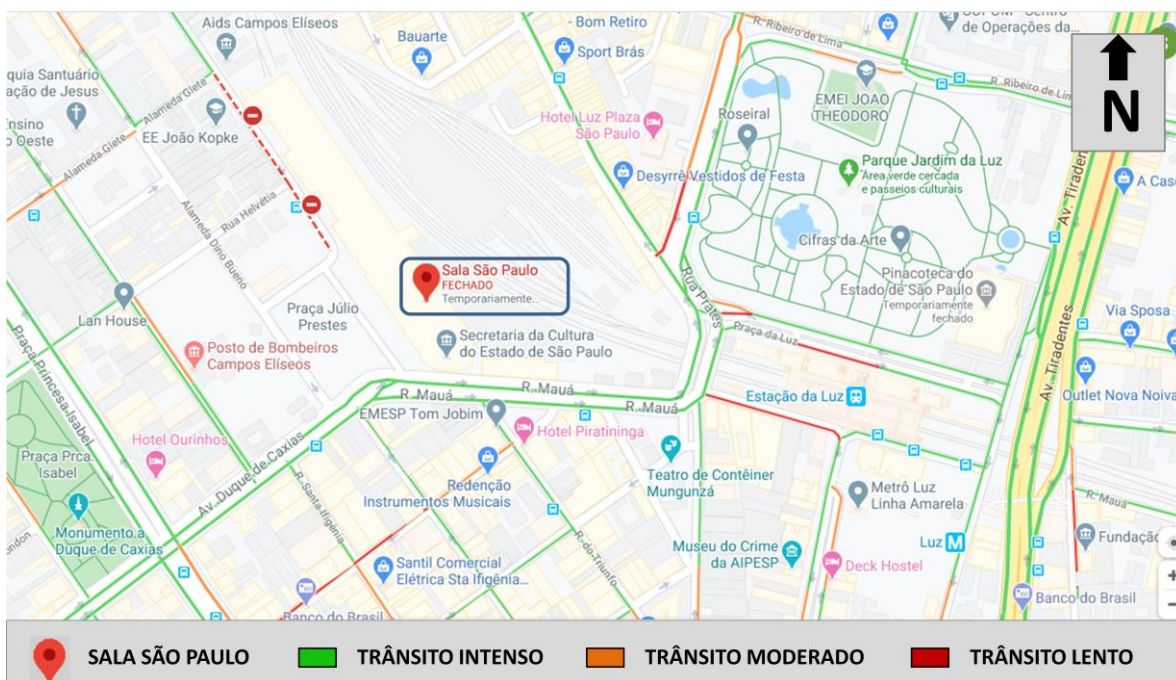 Aids Campos Elíseos
Bauarte
- Bom Retiro
Sport Brás
R. Ribeiro de Lima
de Operações da...
R. Ribeiro de Lim
N
quia Santuário
ação de Jesus
Alameda Glete
EE João Kopke
Ensino
o Oeste
Alameda Glete
Hotel Luz Plaza
São Paulo
Roseiral
EMEI JOAO
THEODORO
Desyrrê Vestidos de Festa
Parque Jardim da Luz
Área verde cercada
e passeios culturais
Av. Tiradentes
A Casa
Rua Helvétia
Alameda Dino Bueno
Cifras da Arte
Sala São Paulo
FECHADO
Temporariamente...
Rua Prates
Pinacoteca do
Estado de São Paulo
Temporariamente
fechado
Lan House
Praça Júlio
Prestes
Via Sposa
Posto de Bombeiros
Campos Elíseos
Secretaria da Cultura
do Estado de São Paulo
Praça da Luz
Av. Tiradentes
Praça Princesa Isabel
R. Mauá
R. Mauá
R. Mauá
Estação da Luz
Outlet Nova Noiva
EMESP Tom Jobim
Hotel Piratininga
Hotel Ourinhos
Praça Prca.
Isabel
Av. Duque de Caxias
Redenção
Instrumentos Musicais
Teatro de Contêiner
Mungunzá
Metrô Luz
Linha Amarela
R. Mauá
R. Santa Ifigênia
Monumento a
Duque de Caxias
Santil Comercial
Elétrica Sta Ifigênia...
R. do Triunfo
Museu do Crime
da AIPESP
Luz
M
Fundação
Deck Hostel
London
Banco do Brasil
Banco do Brasil
SALA SÃO PAULO
TRÂNSITO INTENSO
TRÂNSITO MODERADO
TRÂNSITO LENTO